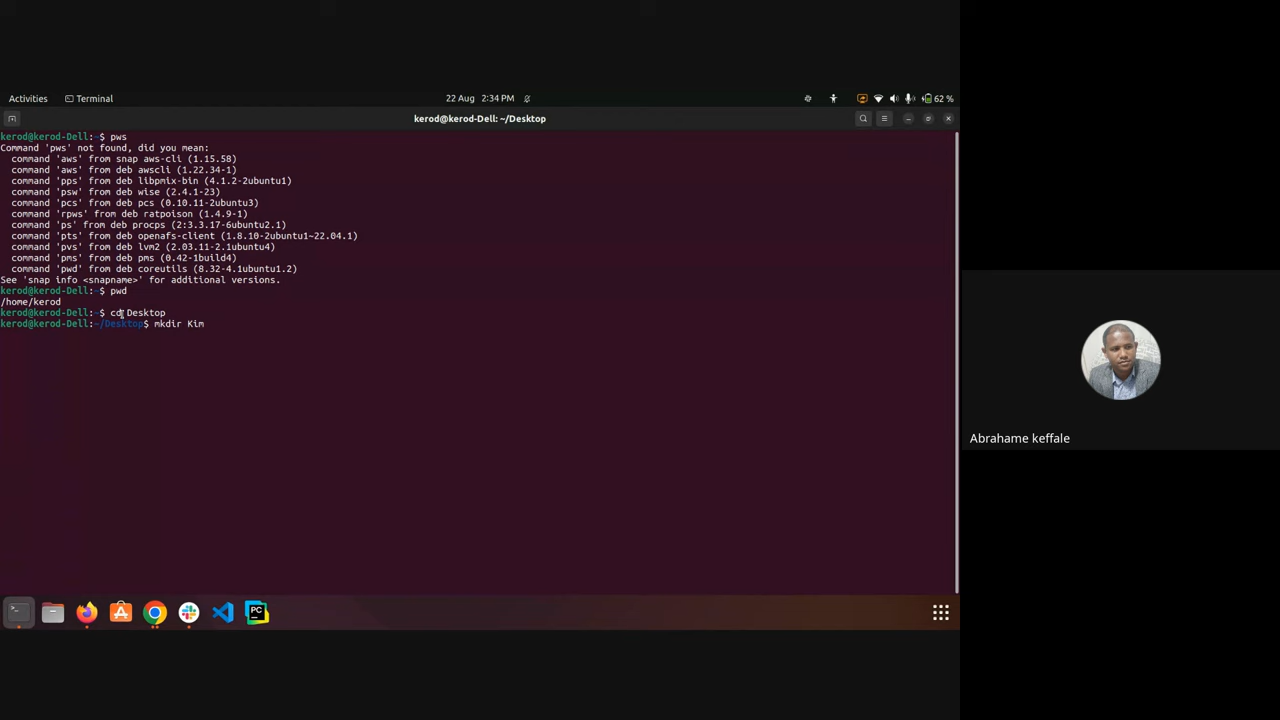 Activities
Terminal
22 Aug 2:34 PM
62 %
kerod@kerod-Dell: ~/Desktop
kerod@kerod-Dell:~$ pws
Command 'pws' not found, did you mean:
command 'aws' from snap aws-cli (1.15.58)
command 'aws' from deb awscli (1.22.34-1)
command 'pps' from deb libpmix-bin (4.1.2-2ubuntu1)
command 'psw' from deb wise (2.4.1-23)
command 'pcs' from deb pcs (0.10.11-2ubuntu3)
command 'rpws' from deb ratpoison (1.4.9-1)
command 'ps' from deb procps (2:3.3.17-6ubuntu2.1)
command 'pts' from deb openafs-client (1.8.10-2ubuntu1~22.04.1)
command 'pvs' from deb lvm2 (2.03.11-2.1ubuntu4)
command 'pms' from deb pms (0.42-1build4)
command 'pwd' from deb coreutils (8.32-4.1ubuntu1.2)
See 'snap info <snapname>' for additional versions.
kerod@kerod-Dell:~$ pwd
/home/kerod
kerod@kerod-Dell:~$ cd Desktop
kerod@kerod-Dell:~/Desktop$ mkdir Kim
Abrahame keffale
PC